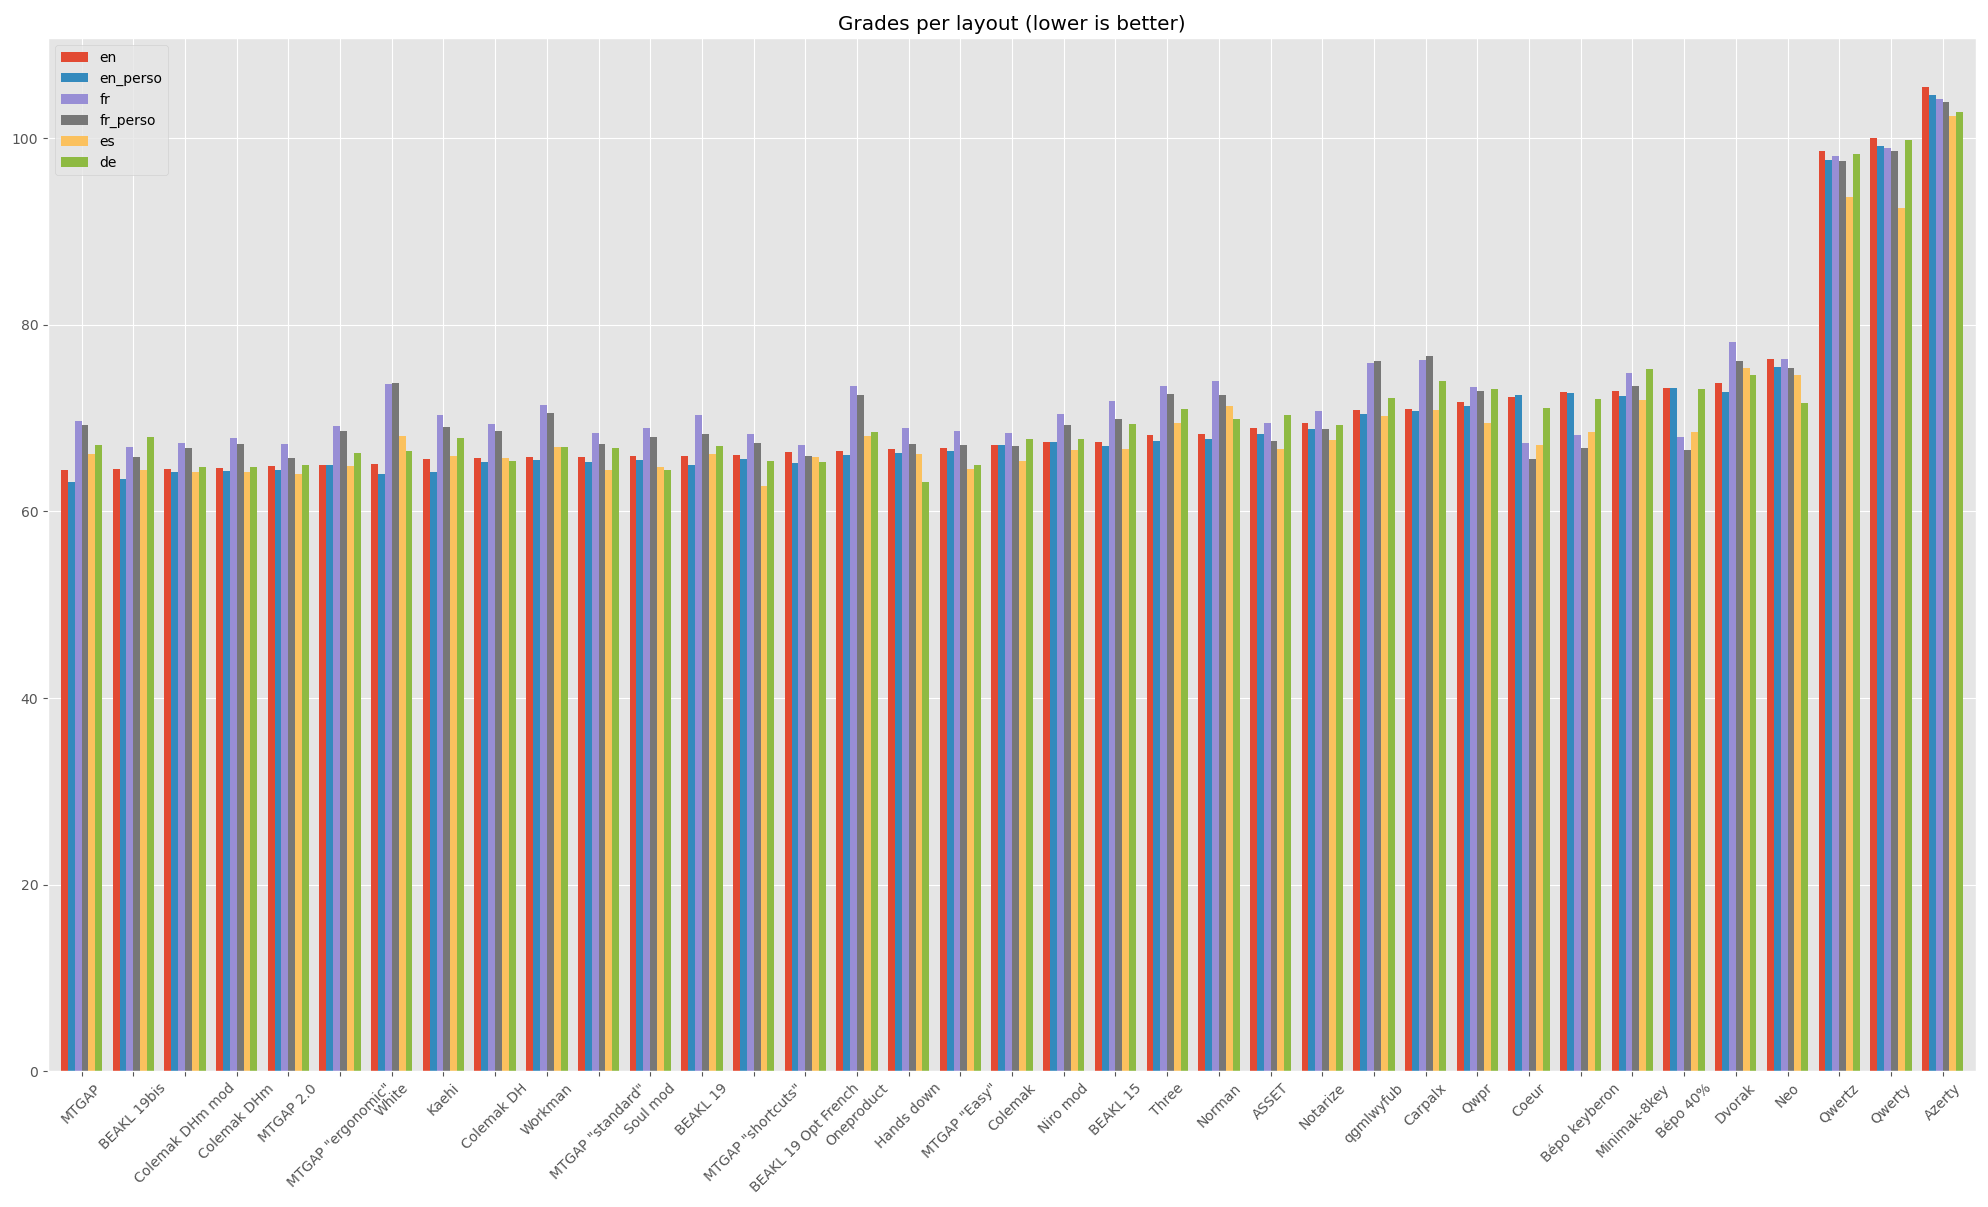 Grades per layout (lower is better)
en
en_perso
fr
fr_perso
es
de
100
80
60
40
20
0
MTGAP
BEAKL 19bis
Colemak DHm mod
Colemak DHm
MTGAP 2.0
MTGAP "ergonomic"
White
Kaehi
Colemak DH
Workman
MTGAP "standard"
Soul mod
BEAKL 19
MTGAP "shortcuts"
BEAKL 19 Opt French
Oneproduct
Hands down
MTGAP "Easy"
Colemak
Niro mod
BEAKL 15
Three
Norman
ASSET
Notarize
qgmlwyfub
Carpalx
Qwpr
Coeur
Bépo keyberon
Minimak-8key
Bépo 40%
Dvorak
Neo
Qwertz
Qwerty
Azerty